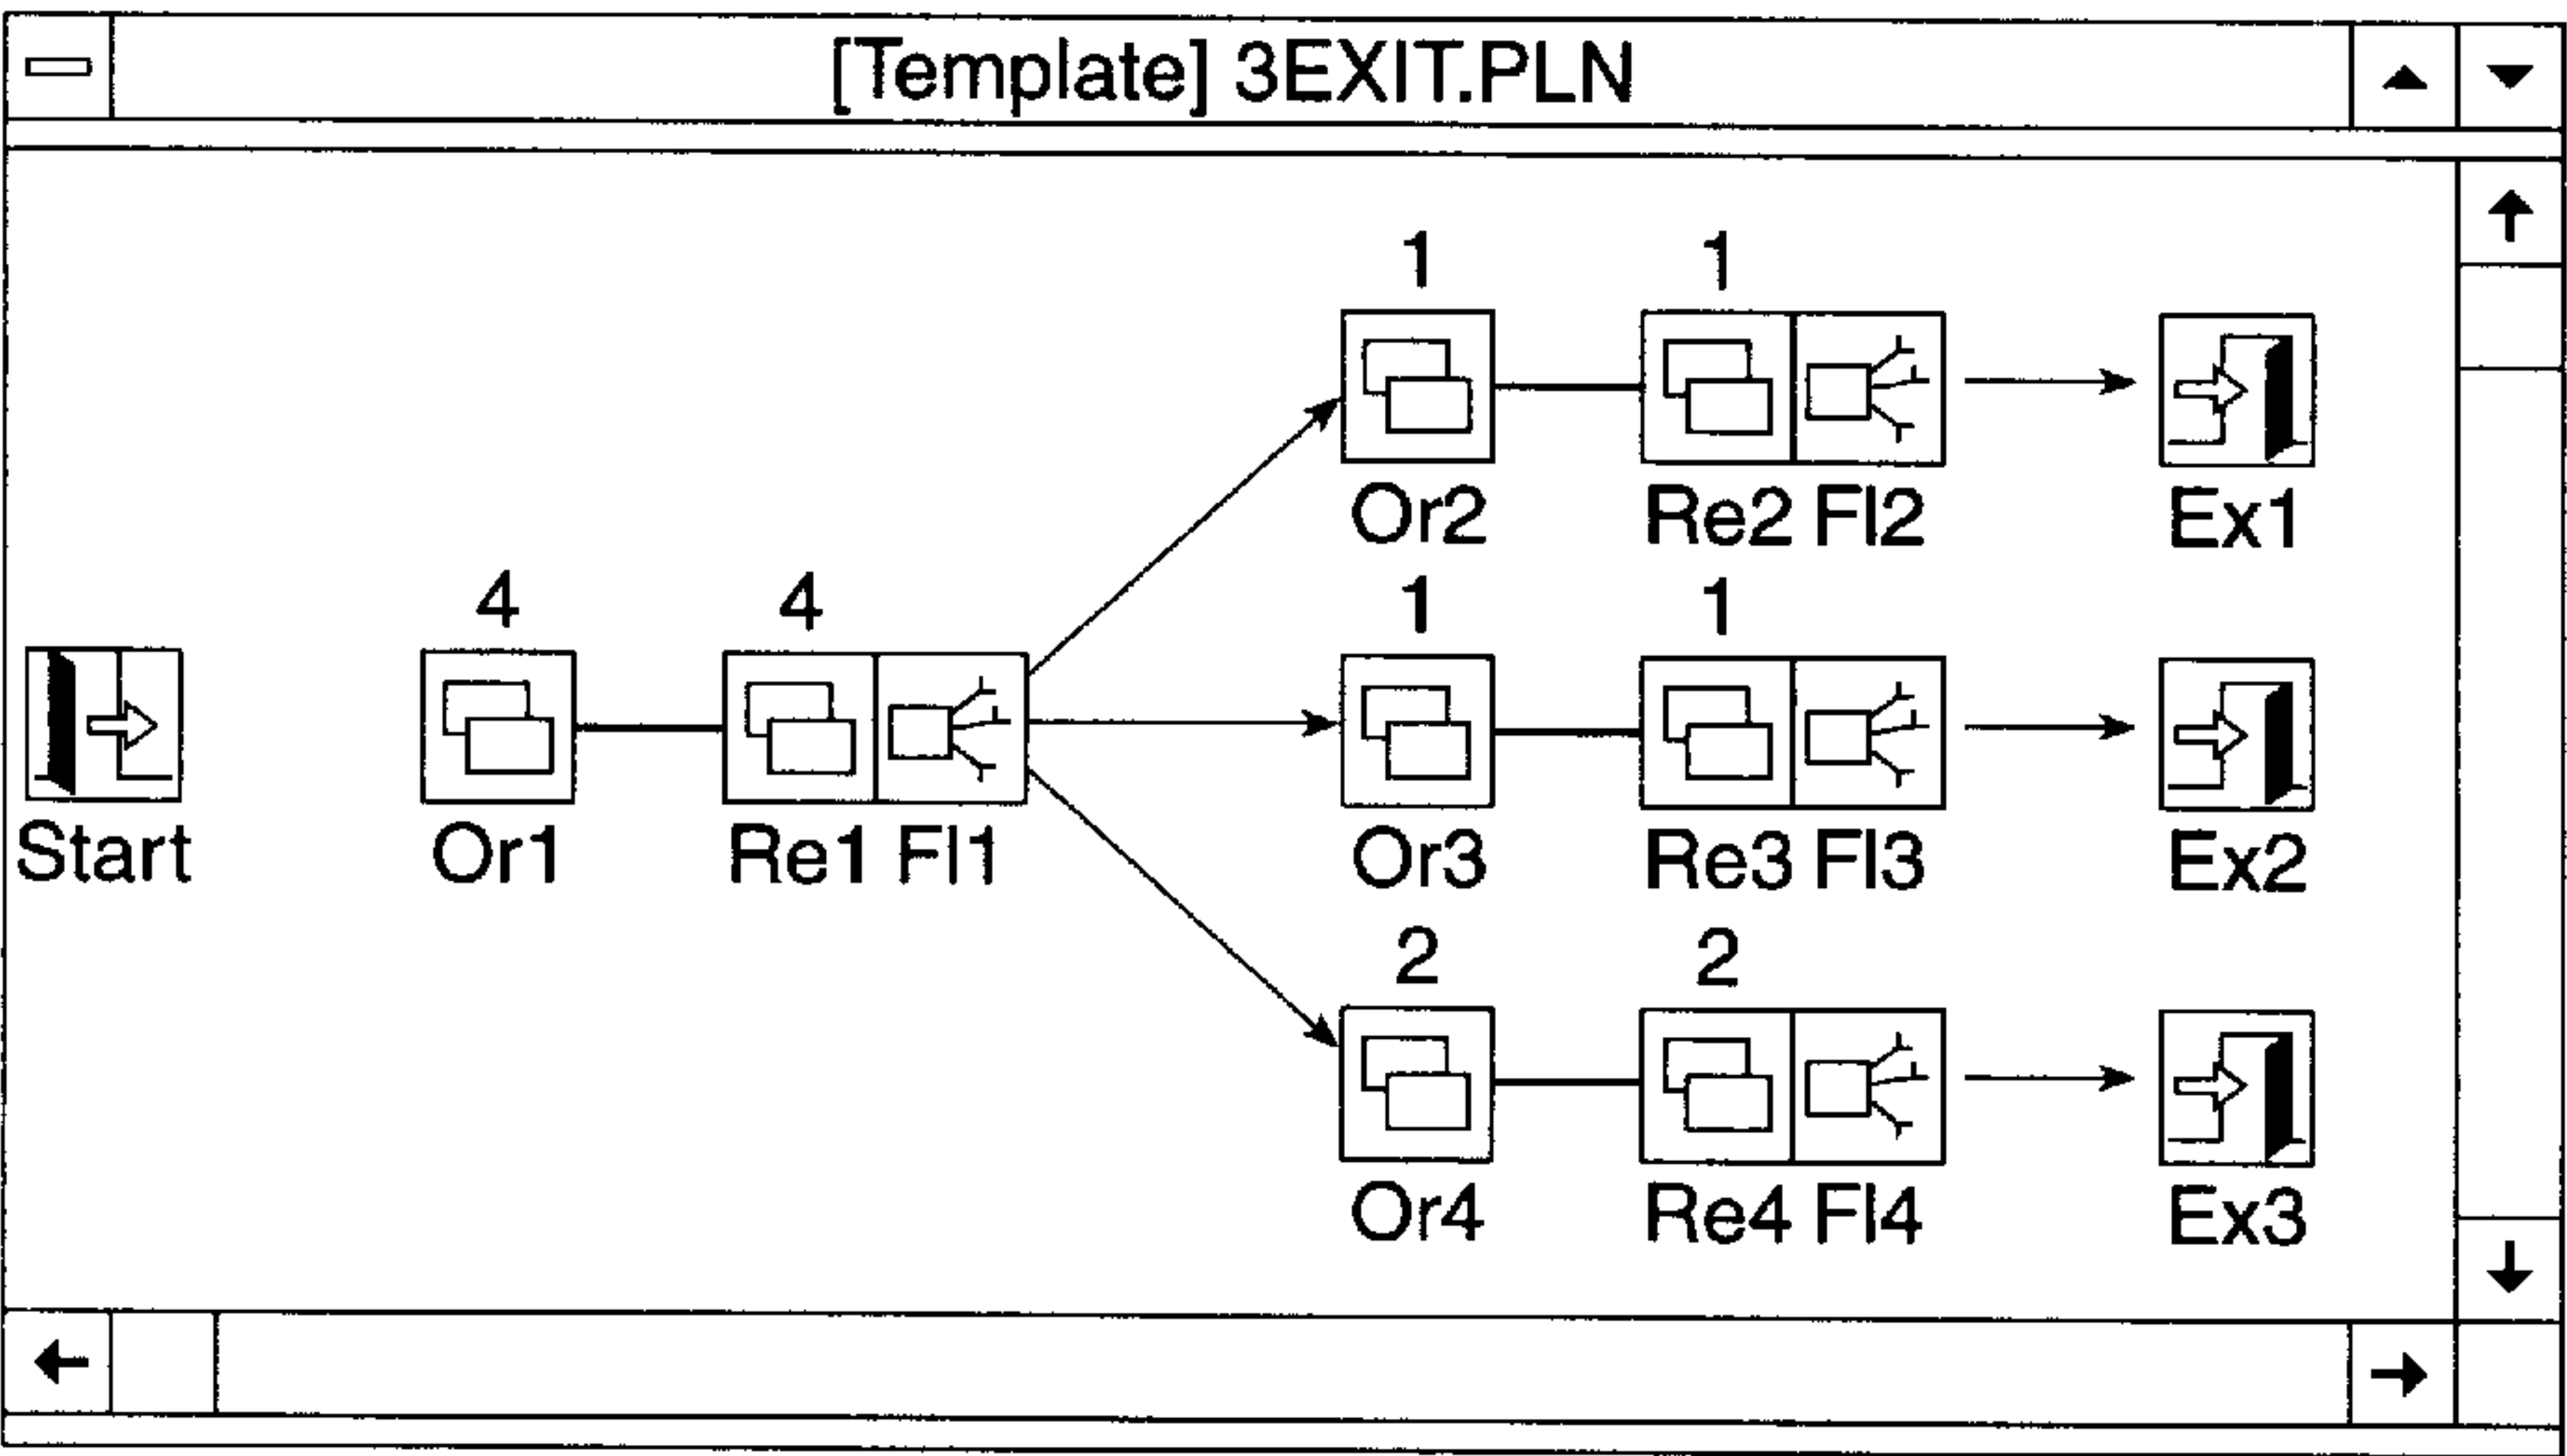 [Template] 3EXIT.PLN
1 1
Or2 Re2 Fl2 Ex1
4 4 1 1
Start Or1 Re1 Fl1 Or3 Re3 Fl3 Ex2
2 2
Or4 Re4 Fl4 Ex3